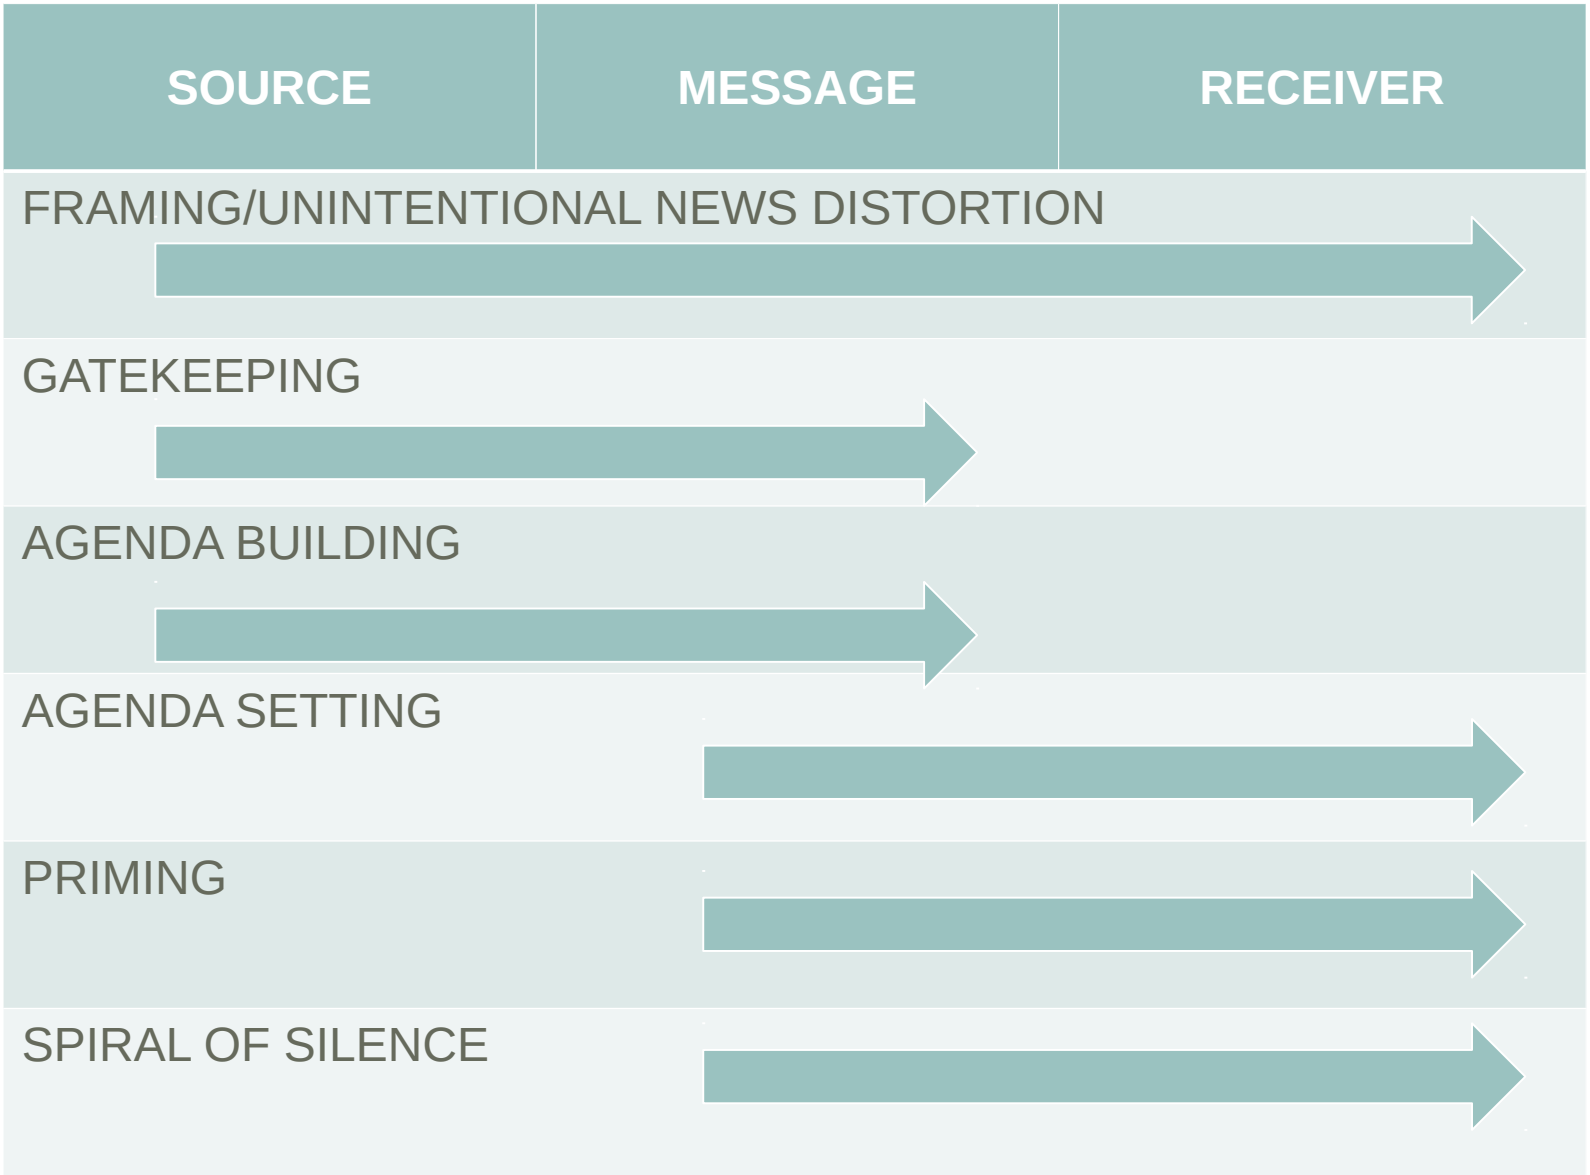 SOURCE
MESSAGE
RECEIVER
FRAMING/UNINTENTIONAL NEWS DISTORTION
GATEKEEPING
AGENDA BUILDING
AGENDA SETTING
PRIMING
SPIRAL OF SILENCE